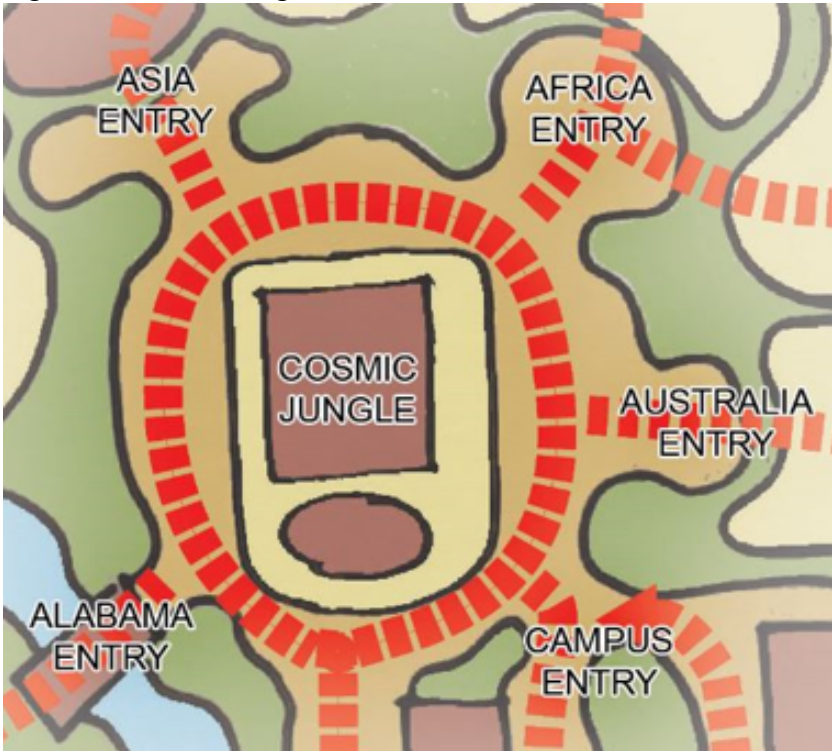 ASIA
ENTRY
AFRICA
ENTRY
COSMIC
JUNGLE
AUSTRALIA
ENTRY
ALABAMA
ENTRY
CAMPUS
ENTRY